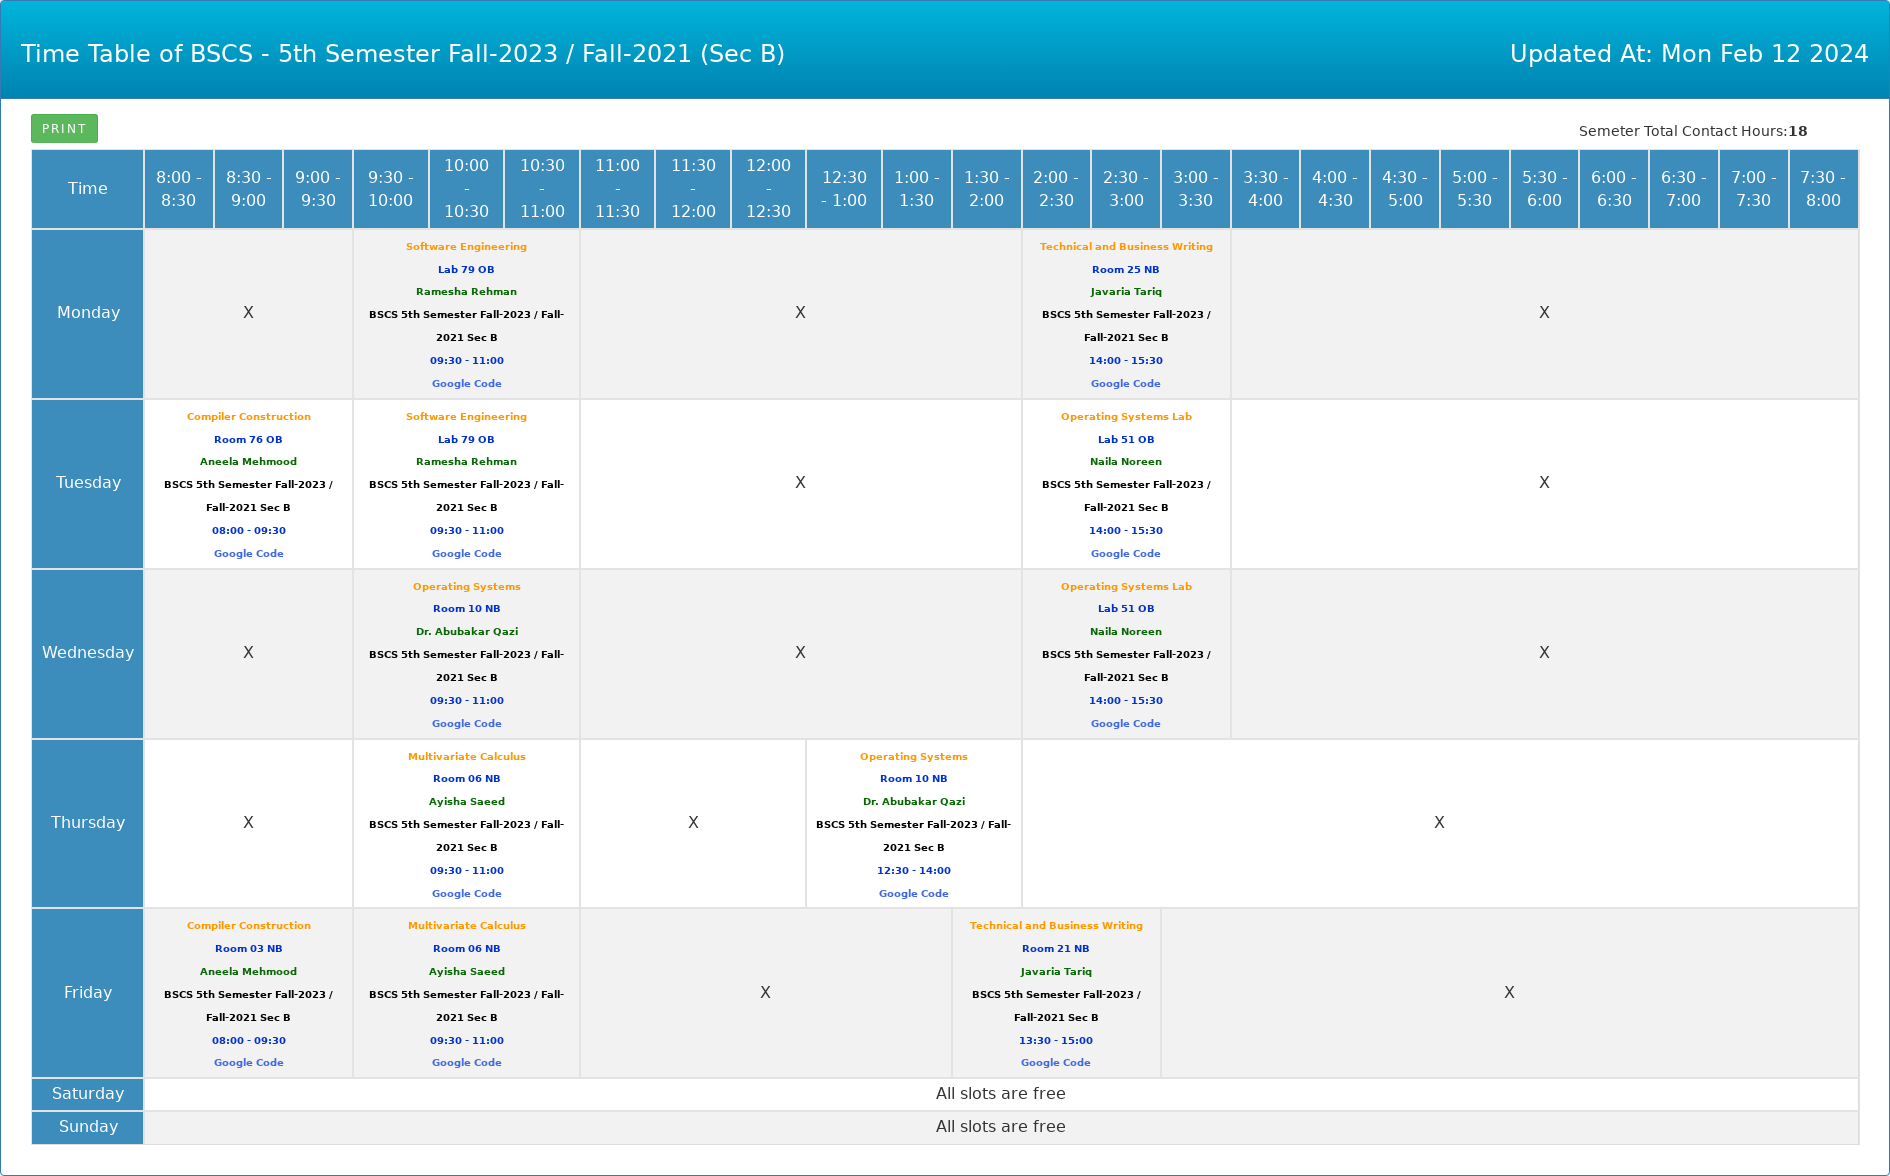 Time Table of BSCS - 5th Semester Fall-2023 / Fall-2021 (Sec B)
Updated At: Mon Feb 12 2024
PRINT
Semeter Total Contact Hours:18
Time
8:00 -
8:30
8:30 -
9:00
9:00 -
9:30
9:30 -
10:00
10:00
-
10:30
10:30
-
11:00
11:00
-
11:30
11:30
-
12:00
12:00
-
12:30
12:30
- 1:00
1:00 -
1:30
1:30 -
2:00
2:00 -
2:30
2:30 -
3:00
3:00 -
3:30
3:30 -
4:00
4:00 -
4:30
4:30 -
5:00
5:00 -
5:30
5:30 -
6:00
6:00 -
6:30
6:30 -
7:00
7:00 -
7:30
7:30 -
8:00
Monday
X
Software Engineering
Lab 79 OB
Ramesha Rehman
BSCS 5th Semester Fall-2023 / Fall-
2021 Sec B
09:30 - 11:00
Google Code
X
Technical and Business Writing
Room 25 NB
Javaria Tariq
BSCS 5th Semester Fall-2023 /
Fall-2021 Sec B
14:00 - 15:30
Google Code
X
Tuesday
Compiler Construction
Room 76 OB
Aneela Mehmood
BSCS 5th Semester Fall-2023 /
Fall-2021 Sec B
08:00 - 09:30
Google Code
Software Engineering
Lab 79 OB
Ramesha Rehman
BSCS 5th Semester Fall-2023 / Fall-
2021 Sec B
09:30 - 11:00
Google Code
X
Operating Systems Lab
Lab 51 OB
Naila Noreen
BSCS 5th Semester Fall-2023 /
Fall-2021 Sec B
14:00 - 15:30
Google Code
X
Wednesday
X
Operating Systems
Room 10 NB
Dr. Abubakar Qazi
BSCS 5th Semester Fall-2023 / Fall-
2021 Sec B
09:30 - 11:00
Google Code
X
Operating Systems Lab
Lab 51 OB
Naila Noreen
BSCS 5th Semester Fall-2023 /
Fall-2021 Sec B
14:00 - 15:30
Google Code
X
Thursday
X
Multivariate Calculus
Room 06 NB
Ayisha Saeed
BSCS 5th Semester Fall-2023 / Fall-
2021 Sec B
09:30 - 11:00
Google Code
X
Operating Systems
Room 10 NB
Dr. Abubakar Qazi
BSCS 5th Semester Fall-2023 / Fall-
2021 Sec B
12:30 - 14:00
Google Code
X
Friday
Compiler Construction
Room 03 NB
Aneela Mehmood
BSCS 5th Semester Fall-2023 /
Fall-2021 Sec B
08:00 - 09:30
Google Code
Multivariate Calculus
Room 06 NB
Ayisha Saeed
BSCS 5th Semester Fall-2023 / Fall-
2021 Sec B
09:30 - 11:00
Google Code
X
Technical and Business Writing
Room 21 NB
Javaria Tariq
BSCS 5th Semester Fall-2023 /
Fall-2021 Sec B
13:30 - 15:00
Google Code
X
Saturday
All slots are free
Sunday
All slots are free